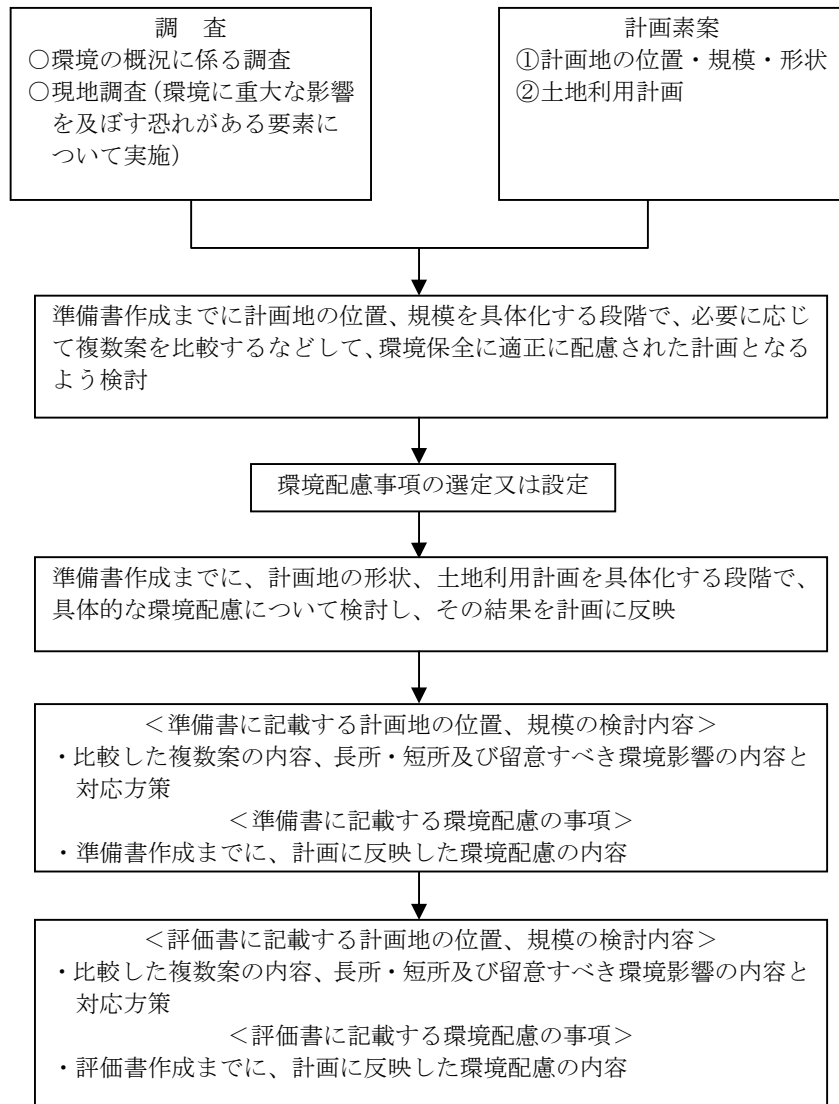 調　査
○環境の概況に係る調査
○現地調査（環境に重大な影響
を及ぼす恐れがある要素に
ついて実施）
計画素案
①計画地の位置・規模・形状
②土地利用計画
準備書作成までに計画地の位置、規模を具体化する段階で、必要に応じ
て複数案を比較するなどして、環境保全に適正に配慮された計画となる
よう検討
環境配慮事項の選定又は設定
準備書作成までに、計画地の形状、土地利用計画を具体化する段階で、
具体的な環境配慮について検討し、その結果を計画に反映
＜準備書に記載する計画地の位置、規模の検討内容＞
・比較した複数案の内容、長所・短所及び留意すべき環境影響の内容と
対応方策
＜準備書に記載する環境配慮の事項＞
・準備書作成までに、計画に反映した環境配慮の内容
＜評価書に記載する計画地の位置、規模の検討内容＞
・比較した複数案の内容、長所・短所及び留意すべき環境影響の内容と
対応方策
＜評価書に記載する環境配慮の事項＞
・評価書作成までに、計画に反映した環境配慮の内容